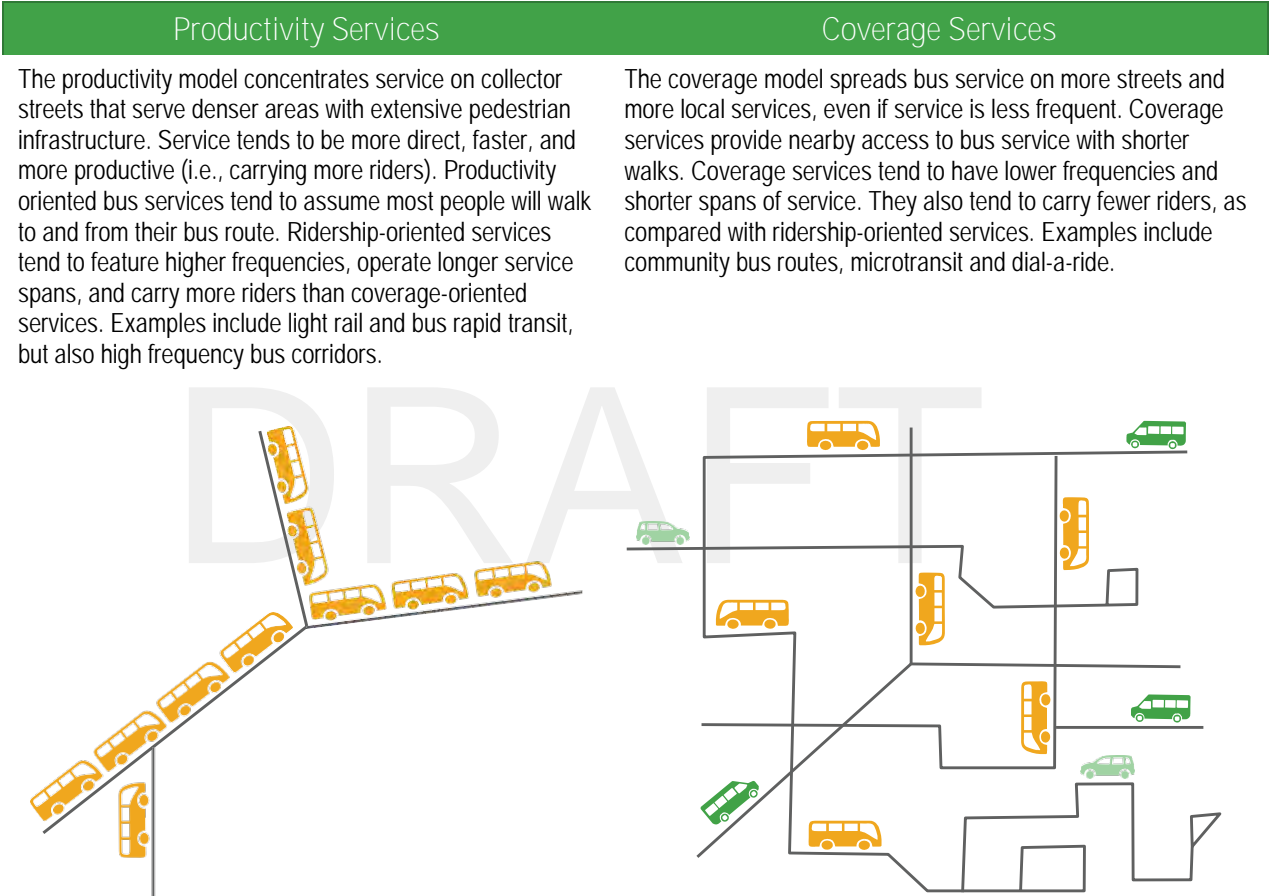 Productivity Services
The productivity model concentrates service on collector
streets that serve denser areas with extensive pedestrian
infrastructure. Service tends to be more direct, faster, and
more productive (i.e., carrying more riders). Productivity
oriented bus services tend to assume most people will walk
to and from their bus route. Ridership-oriented services
tend to feature higher frequencies, operate longer service
spans, and carry more riders than coverage-oriented
services. Examples include light rail and bus rapid transit,
but also high frequency bus corridors.
Coverage Services
The coverage model spreads bus service on more streets and
more local services, even if service is less frequent. Coverage
services provide nearby access to bus service with shorter
walks. Coverage services tend to have lower frequencies and
shorter spans of service. They also tend to carry fewer riders, as
compared with ridership-oriented services. Examples include
community bus routes, microtransit and dial-a-ride.
DRAFT